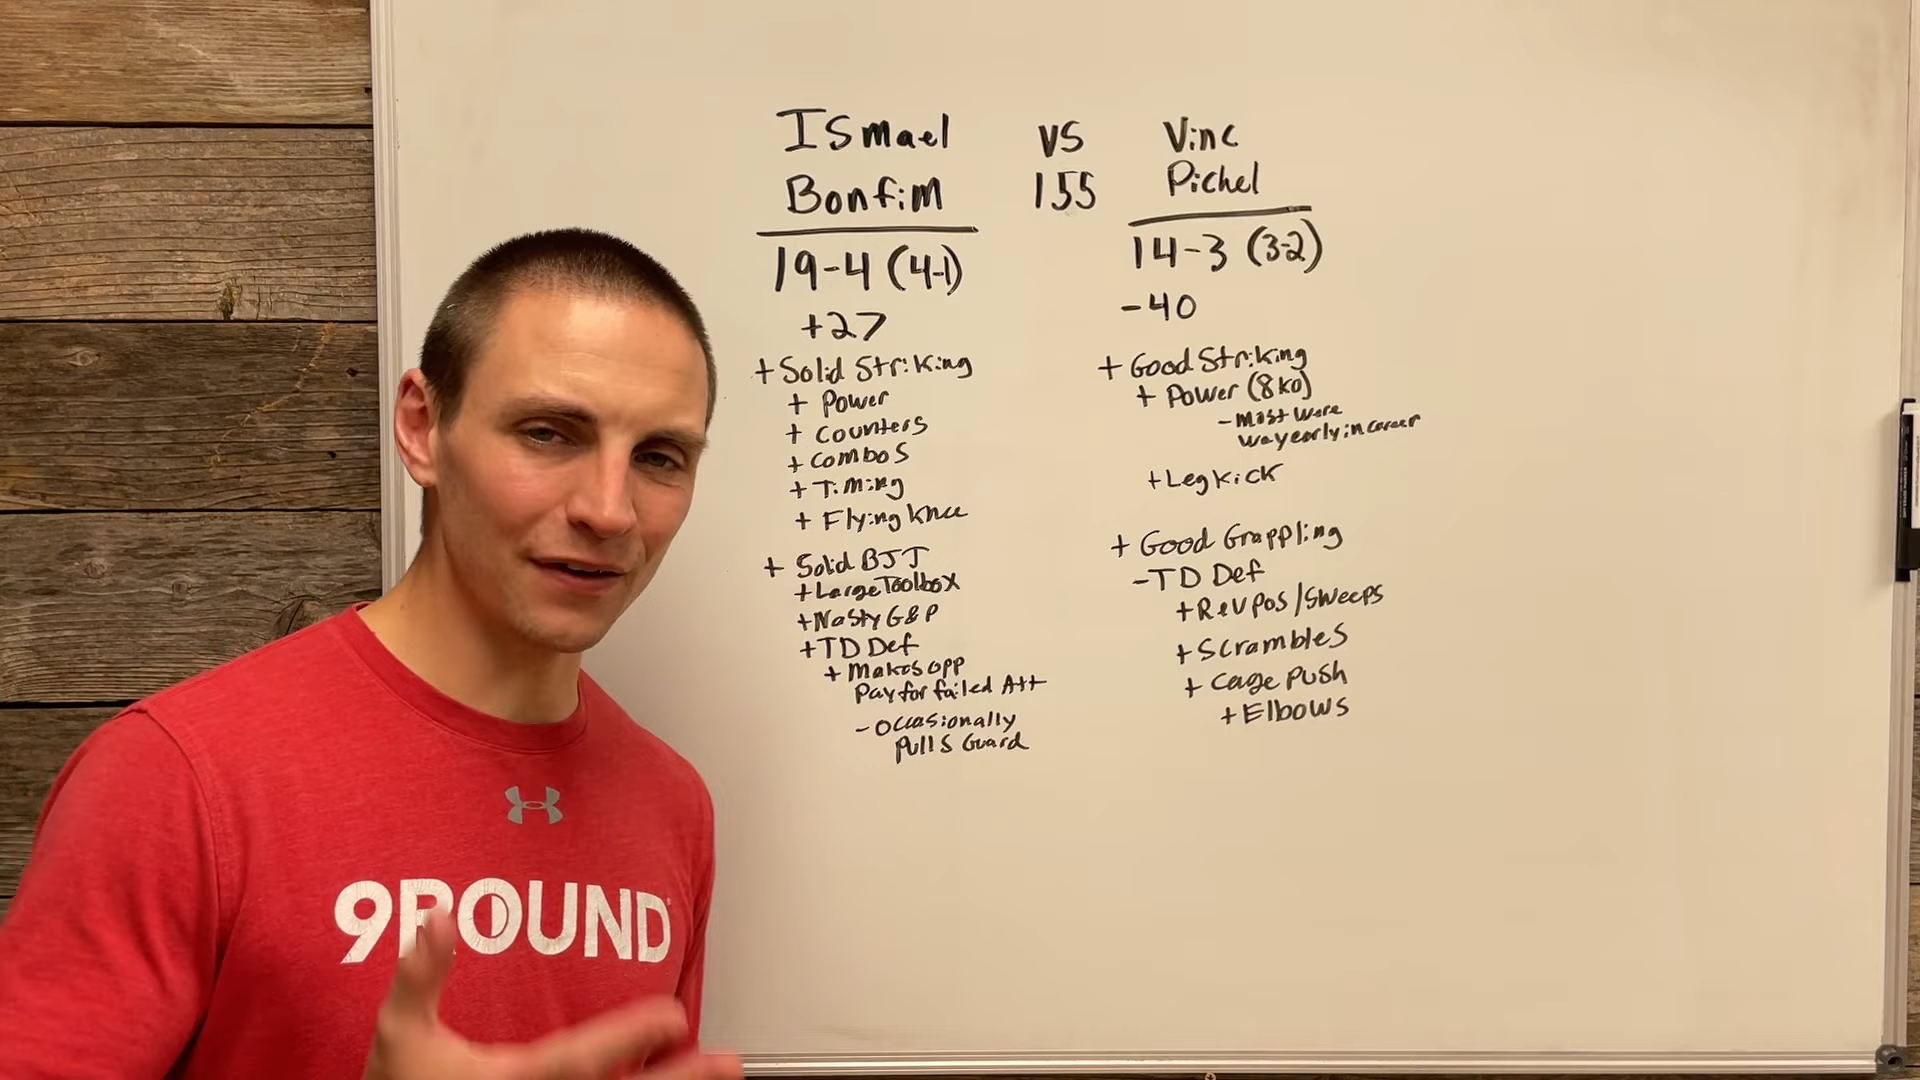 ISmael
Bonfim
19-4 (4-1)
+27
+ Solid Striking
+ Power
+ Counters
+ Combos
+ Timing
+ Flying Knee
+ Solid BJJ
+ Large Toolbox
+ Nasty G&P
+ TD Def
+ Makes opp
Pay for failed Att
- Occasionally
Pulls Guard
VS
155
Vinc
Pichel
14-3 (3-2)
-40
+ Good Striking
+ Power (8 KO)
- Most were
way early in career
+ Leg Kick
+ Good Grappling
- TD Def
+ Rev Pos / Sweeps
+ Scrambles
+ Cage Push
+ Elbows
9ROUND